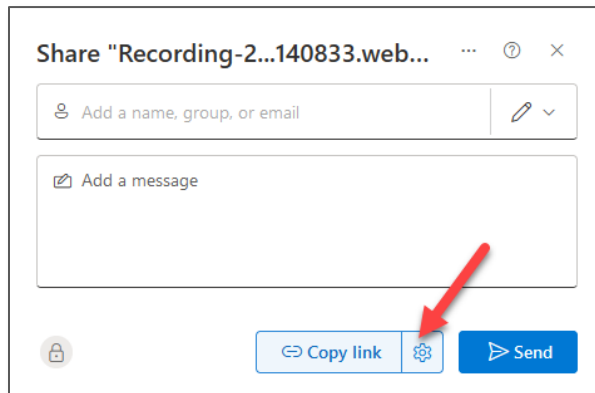 Share "Recording-2...140833.web...
Add a name, group, or email
Add a message
Copy link
Send